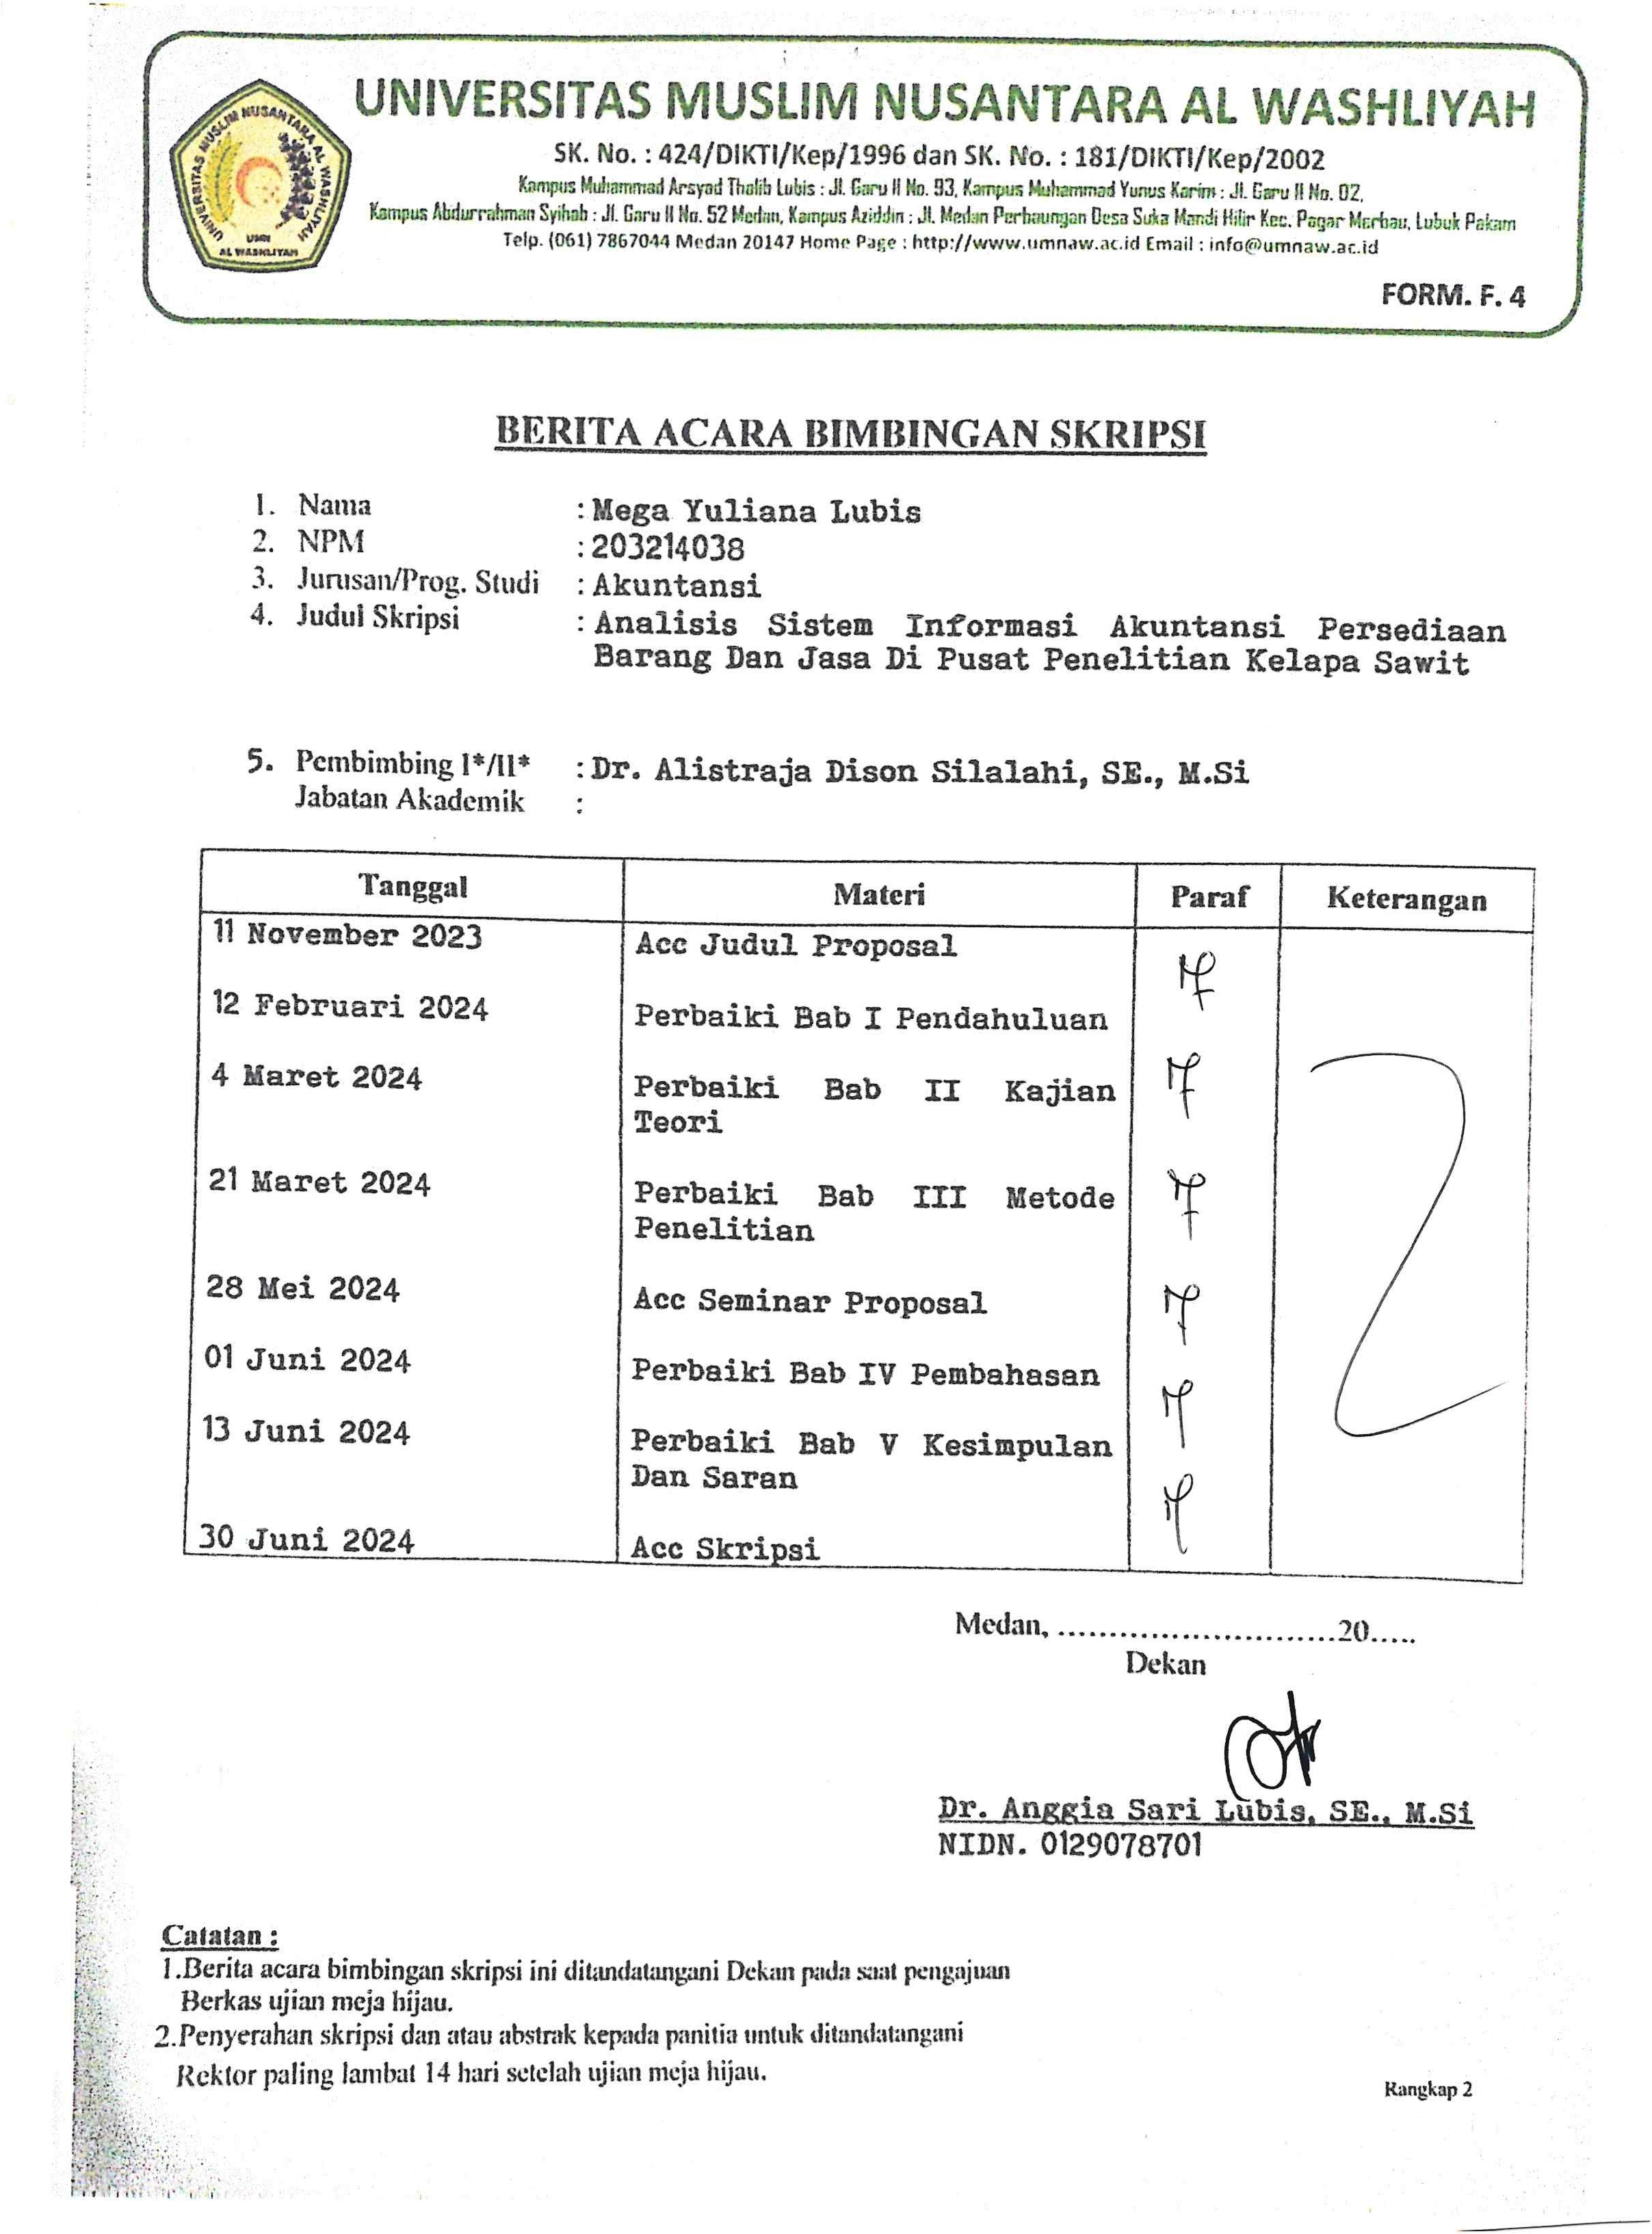 UNIVERSITAS MUSLIM NUSANTARA AL WASHLIYAH
SK. No. : 424/DIKTI/Kep/1996 dan SK. No. : 181/DIKTI/Kep/2002
Kampus Muhammad Arsyad Thalib Lubis : Jl. Garu II No. 93, Kampus Muhammad Yunus Karim : Jl. Garu II No. 02,
Kampus Abdurrahman Syihab : Jl. Garu II No. 52 Medan, Kampus Aziddin : Jl. Medan Perbaungan Desa Suka Mandi Hilir Kec. Pagar Merbau, Lubuk Pakam
Telp. (061) 7867044 Medan 20147 Home Page : http://www.umnaw.ac.id Email : info@umnaw.ac.id
FORM. F. 4
UNIVERSITAS MUSLIM NUSANTARA AL WASHLIYAH
UMN
AL WASHLIYAH
BERITA ACARA BIMBINGAN SKRIPSI
1. Nama : Mega Yuliana Lubis
2. NPM : 203214038
3. Jurusan/Prog. Studi : Akuntansi
4. Judul Skripsi : Analisis Sistem Informasi Akuntansi Persediaan
Barang Dan Jasa Di Pusat Penelitian Kelapa Sawit
5. Pembimbing I*/II* : Dr. Alistraja Dison Silalahi, SE., M.Si
Jabatan Akademik :
Tanggal Materi Paraf Keterangan
11 November 2023 Acc Judul Proposal
12 Februari 2024 Perbaiki Bab I Pendahuluan
4 Maret 2024 Perbaiki Bab II Kajian
Teori
21 Maret 2024 Perbaiki Bab III Metode
Penelitian
28 Mei 2024 Acc Seminar Proposal
01 Juni 2024 Perbaiki Bab IV Pembahasan
13 Juni 2024 Perbaiki Bab V Kesimpulan
Dan Saran
30 Juni 2024 Acc Skripsi
Medan, ............................20.....
Dekan
Dr. Anggia Sari Lubis, SE., M.Si
NIDN. 0129078701
Catatan :
1.Berita acara bimbingan skripsi ini ditandatangani Dekan pada saat pengajuan
Berkas ujian meja hijau.
2.Penyerahan skripsi dan atau abstrak kepada panitia untuk ditandatangani
Rektor paling lambat 14 hari setelah ujian meja hijau.
Rangkap 2